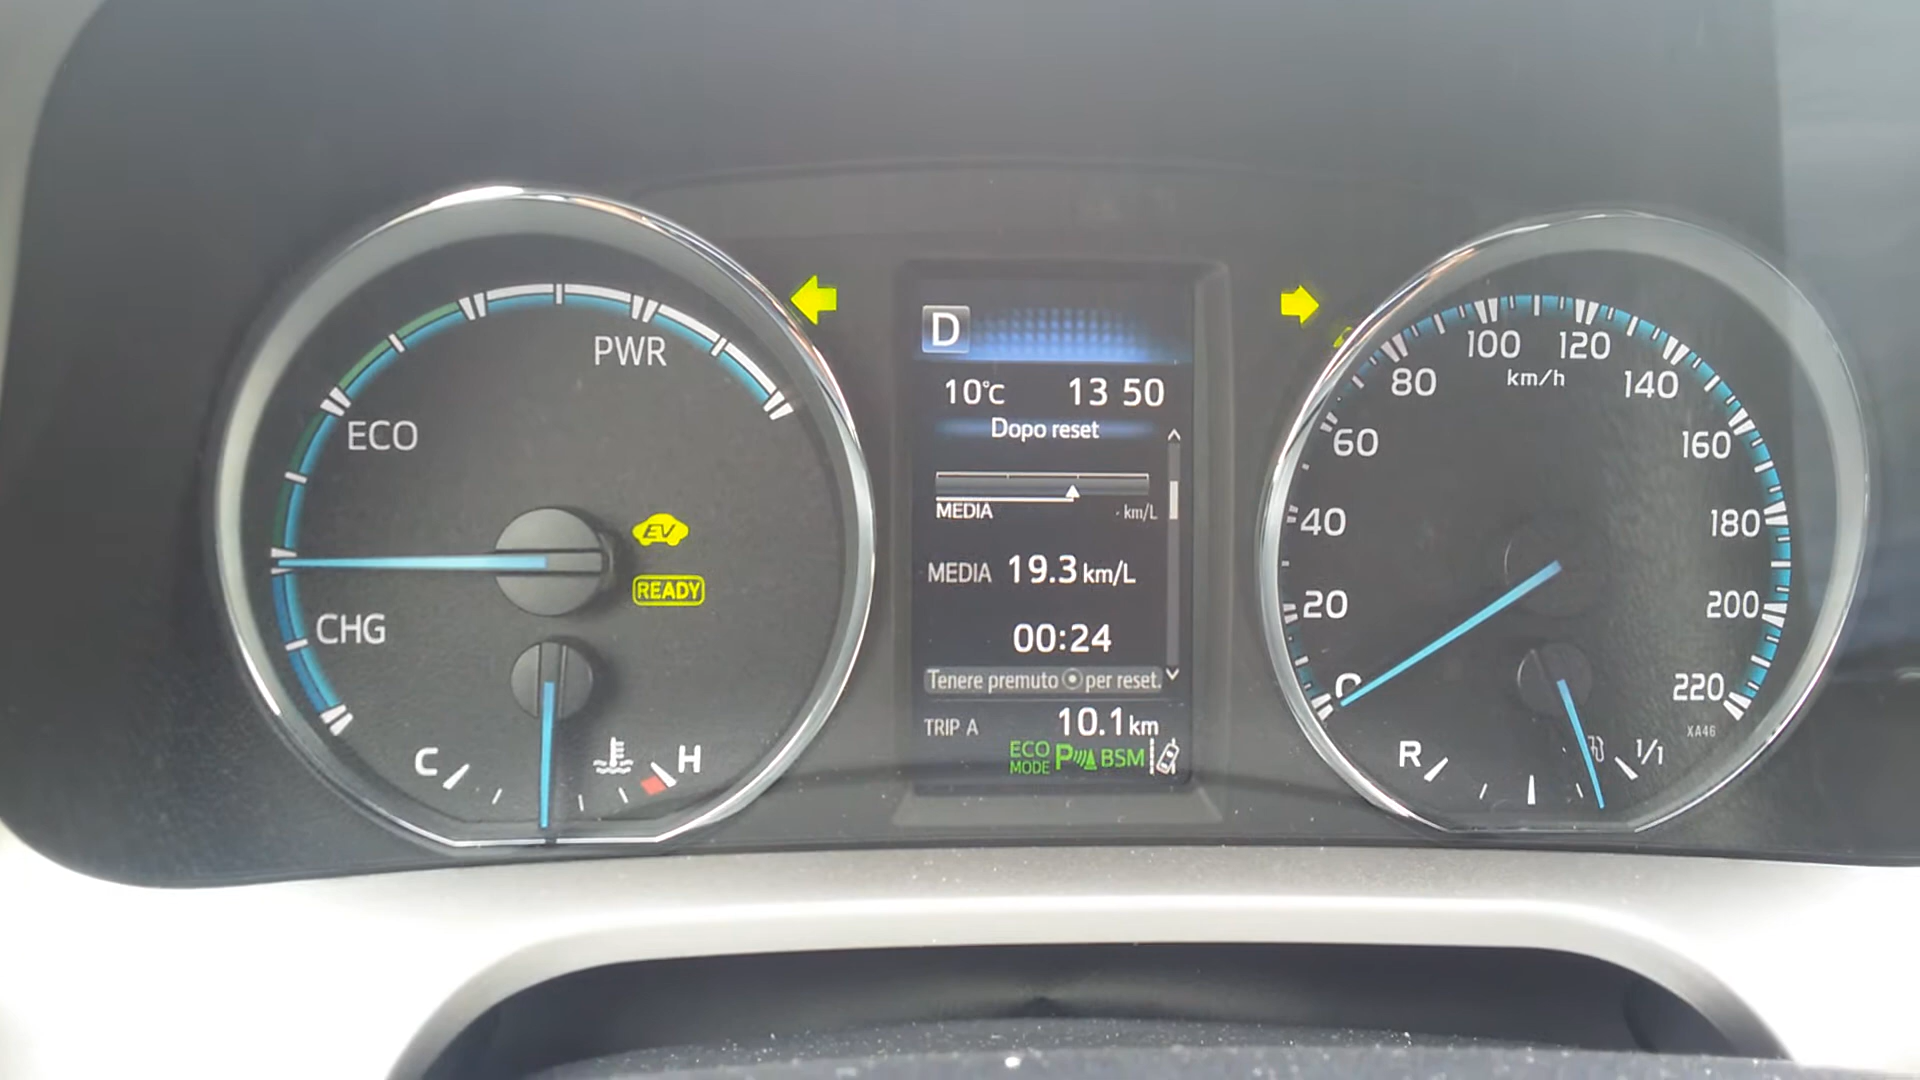 PWR
ECO
CHG
EV
READY
C
H
D
10°C 13 50
Dopo reset
MEDIA km/L
MEDIA 19.3 km/L
00:24
Tenere premuto per reset.
TRIP A 10.1 km
ECO MODE P BSM
0
20
40
60
80
100
120
140
160
180
200
220
km/h
XA46
R
1/1